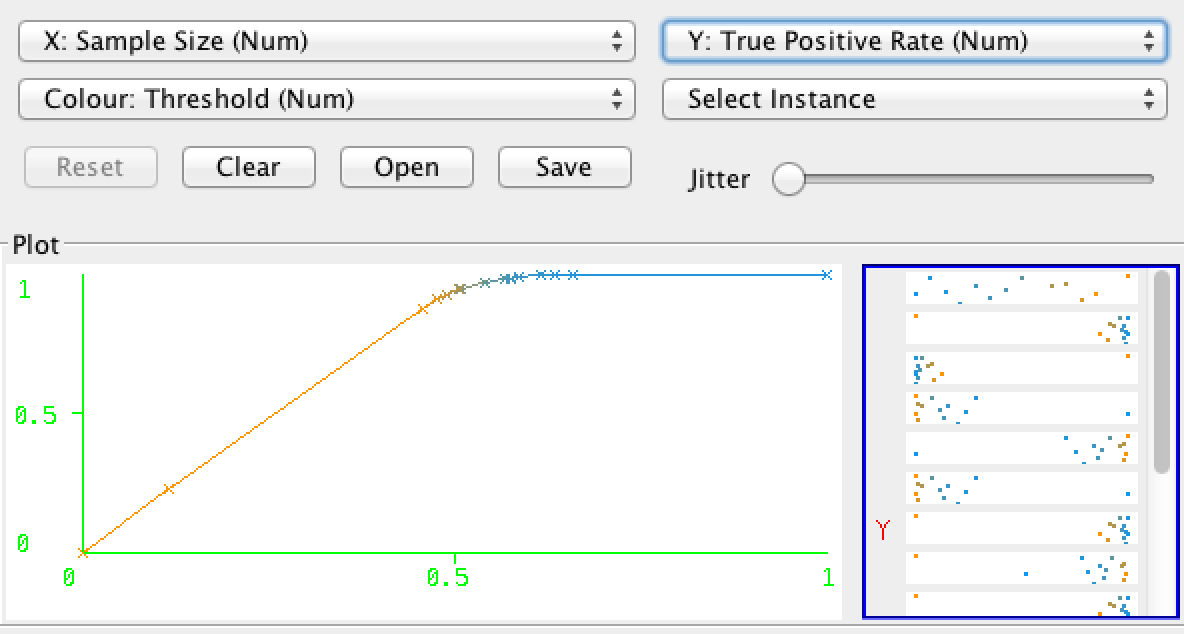 X: Sample Size (Num) Y: True Positive Rate (Num)
Colour: Threshold (Num) Select Instance
Reset Clear Open Save Jitter
Plot
1
0.5
0
0 0.5 1
Y